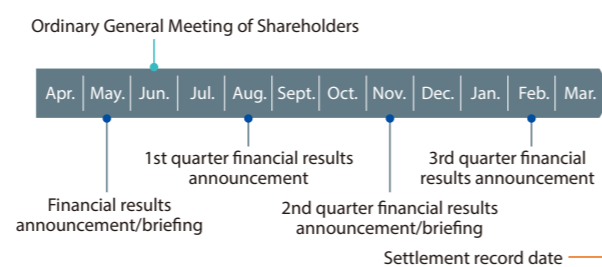 Ordinary General Meeting of Shareholders
Apr. May. Jun. Jul. Aug. Sept. Oct. Nov. Dec. Jan. Feb. Mar.
1st quarter financial results
announcement
3rd quarter financial
results announcement
Financial results
announcement/briefing
2nd quarter financial results
announcement/briefing
Settlement record date